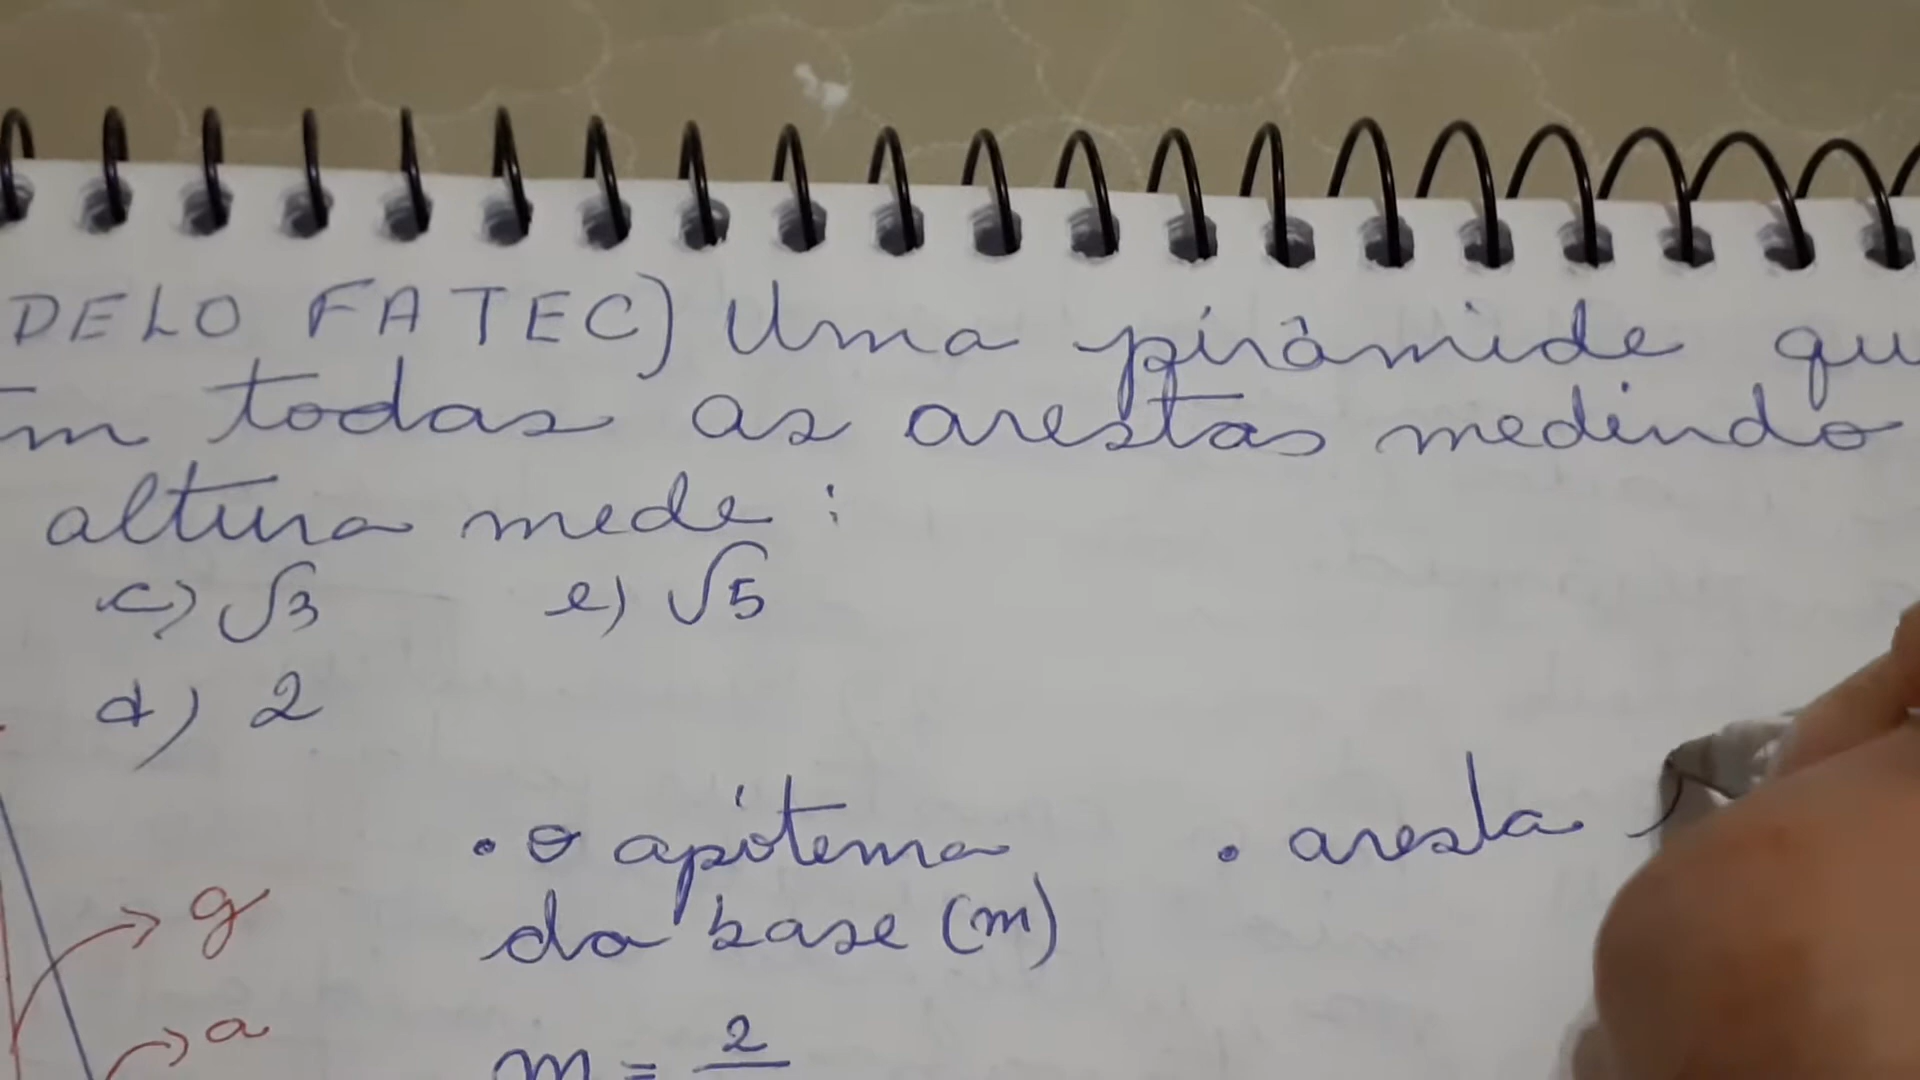 DELO FATEC) Uma pirâmide qu
m todas as arestas medindo
altura mede:
c) √3 e) √5
d) 2
• o apótema • aresta
da base (m)
g
a
m = 2